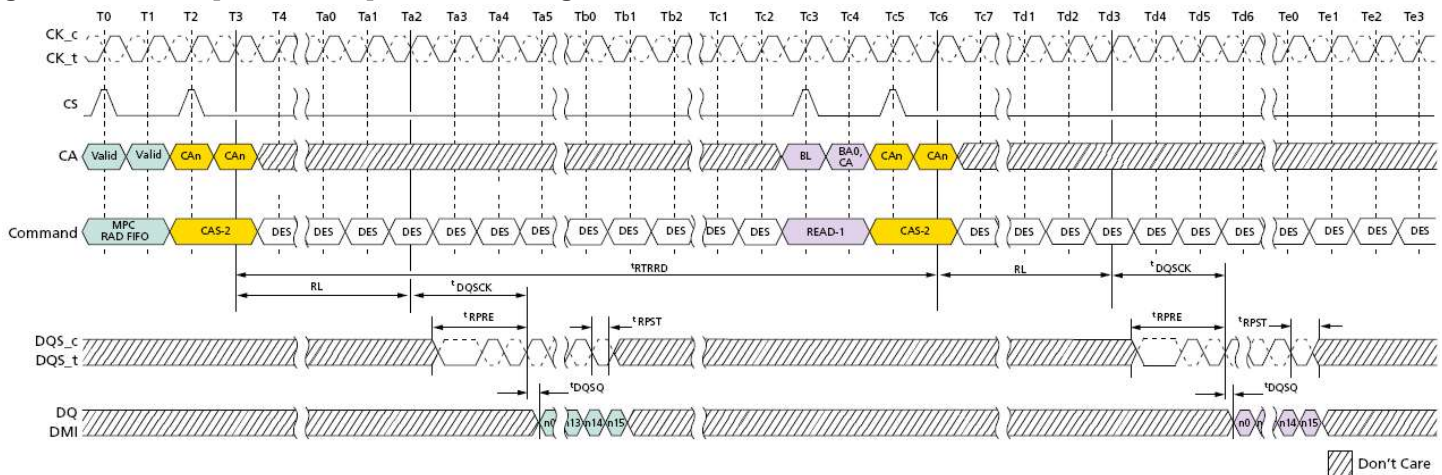 T0 T1 T2 T3 T4 Ta0 Ta1 Ta2 Ta3 Ta4 Ta5 Tb0 Tb1 Tb2 Tc1 Tc2 Tc3 Tc4 Tc5 Tc6 Tc7 Td1 Td2 Td3 Td4 Td5 Td6 Te0 Te1 Te2 Te3
CK_c
CK_t
CS
CA Valid Valid CAn CAn BL BA0, CA CAn CAn
Command MPC RAD FIFO CAS-2 DES DES DES DES DES DES DES DES DES DES DES DES READ-1 CAS-2 DES DES DES DES DES DES DES DES DES DES DES
tRTRRD
RL tDQSCK RL tDQSCK
tRPRE tRPST tRPRE tRPST
DQS_c
DQS_t
tDQSQ tDQSQ
DQ
DMI
n0 n13 n14 n15 n0 n14 n15
Don't Care